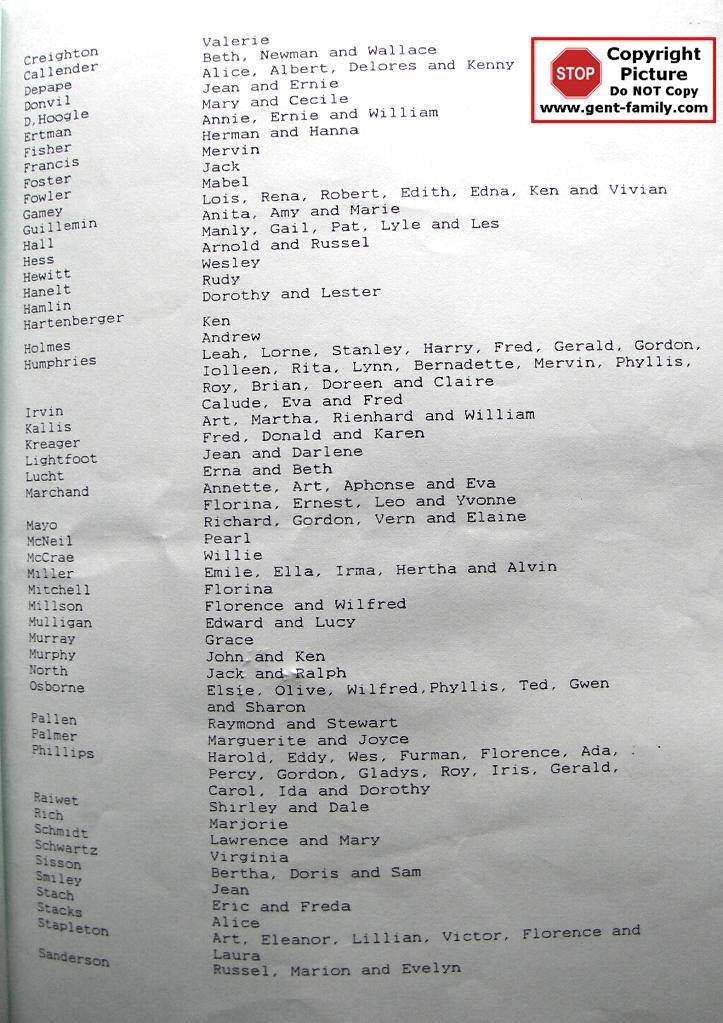 Creighton Valerie
Callender Beth, Newman and Wallace
Depape Alice, Albert, Delores and Kenny
Donvil Jean and Ernie
D,Hoogle Mary and Cecile
Ertman Annie, Ernie and William
Fisher Herman and Hanna
Francis Mervin
Foster Jack
Fowler Mabel
Gamey Lois, Rena, Robert, Edith, Edna, Ken and Vivian
Guillemin Anita, Amy and Marie
Hall Manly, Gail, Pat, Lyle and Les
Hess Arnold and Russel
Hewitt Wesley
Hanelt Rudy
Hamlin Dorothy and Lester
Hartenberger Ken
Holmes Andrew
Humphries Leah, Lorne, Stanley, Harry, Fred, Gerald, Gordon,
Iolleen, Rita, Lynn, Bernadette, Mervin, Phyllis,
Roy, Brian, Doreen and Claire
Irvin Calude, Eva and Fred
Kallis Art, Martha, Rienhard and William
Kreager Fred, Donald and Karen
Lightfoot Jean and Darlene
Lucht Erna and Beth
Marchand Annette, Art, Aphonse and Eva
Florina, Ernest, Leo and Yvonne
Mayo Richard, Gordon, Vern and Elaine
McNeil Pearl
McCrae Willie
Miller Emile, Ella, Irma, Hertha and Alvin
Mitchell Florina
Millson Florence and Wilfred
Mulligan Edward and Lucy
Murray Grace
Murphy John and Ken
North Jack and Ralph
Osborne Elsie, Olive, Wilfred,Phyllis, Ted, Gwen
and Sharon
Pallen Raymond and Stewart
Palmer Marguerite and Joyce
Phillips Harold, Eddy, Wes, Furman, Florence, Ada,
Percy, Gordon, Gladys, Roy, Iris, Gerald,
Carol, Ida and Dorothy
Raiwet Shirley and Dale
Rich Marjorie
Schmidt Lawrence and Mary
Schwartz Virginia
Sisson Bertha, Doris and Sam
Smiley Jean
Stach Eric and Freda
Stacks Alice
Stapleton Art, Eleanor, Lillian, Victor, Florence and
Laura
Sanderson Russel, Marion and Evelyn
STOP
Copyright
Picture
Do NOT Copy
www.gent-family.com